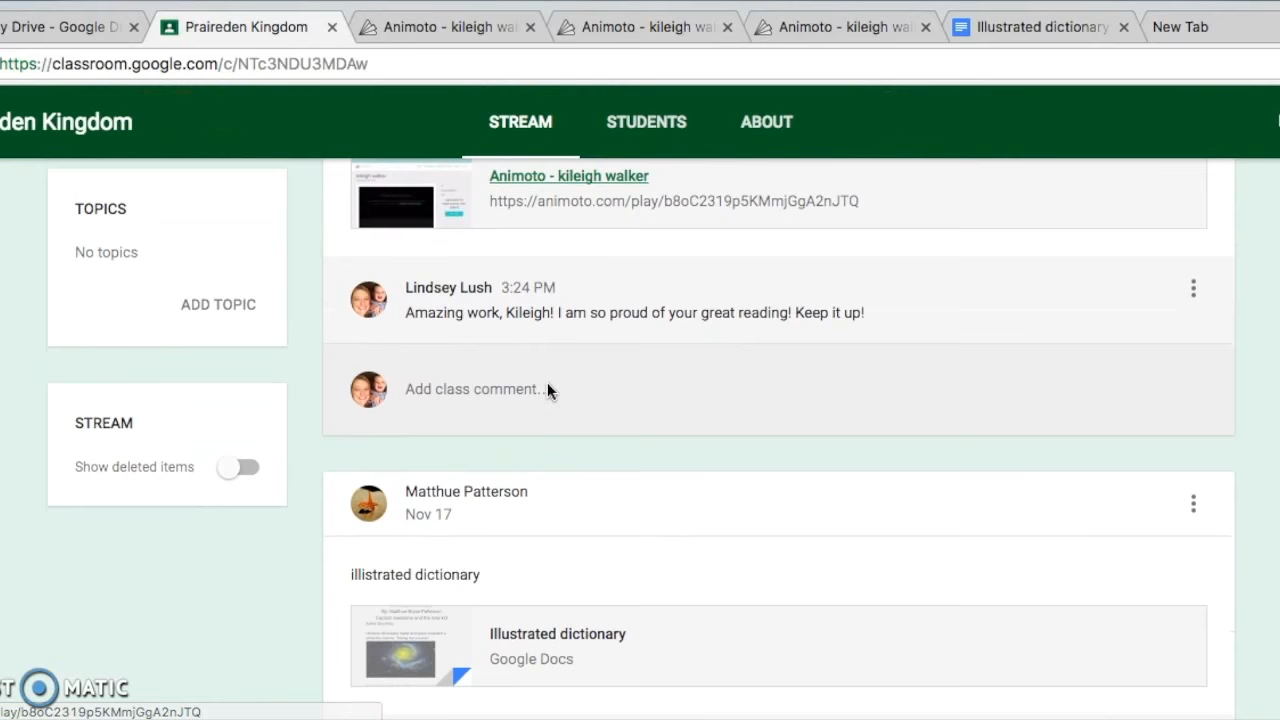 y Drive - Google D
Praireden Kingdom
Animoto - kileigh wal
Animoto - kileigh wa
Animoto - kileigh wal
Illustrated dictionary
New Tab
https://classroom.google.com/c/NTc3NDU3MDAw
den Kingdom
STREAM
STUDENTS
ABOUT
TOPICS
No topics
ADD TOPIC
STREAM
Show deleted items
Animoto - kileigh walker
https://animoto.com/play/b8oC2319p5KMmjGgA2nJTQ
Lindsey Lush 3:24 PM
Amazing work, Kileigh! I am so proud of your great reading! Keep it up!
Add class comment...
Matthue Patterson
Nov 17
illistrated dictionary
Illustrated dictionary
Google Docs
ST MATIC
play/b8oC2319p5KMmjGgA2nJTQ